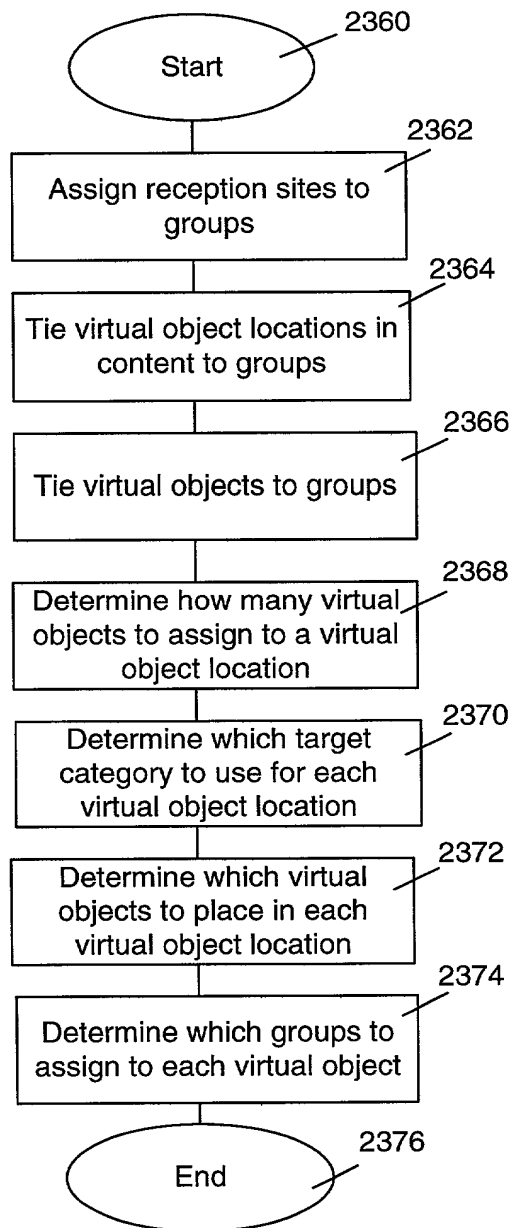 2360
Start
2362
Assign reception sites to
groups
2364
Tie virtual object locations in
content to groups
2366
Tie virtual objects to groups
2368
Determine how many virtual
objects to assign to a virtual
object location
2370
Determine which target
category to use for each
virtual object location
2372
Determine which virtual
objects to place in each
virtual object location
2374
Determine which groups to
assign to each virtual object
2376
End